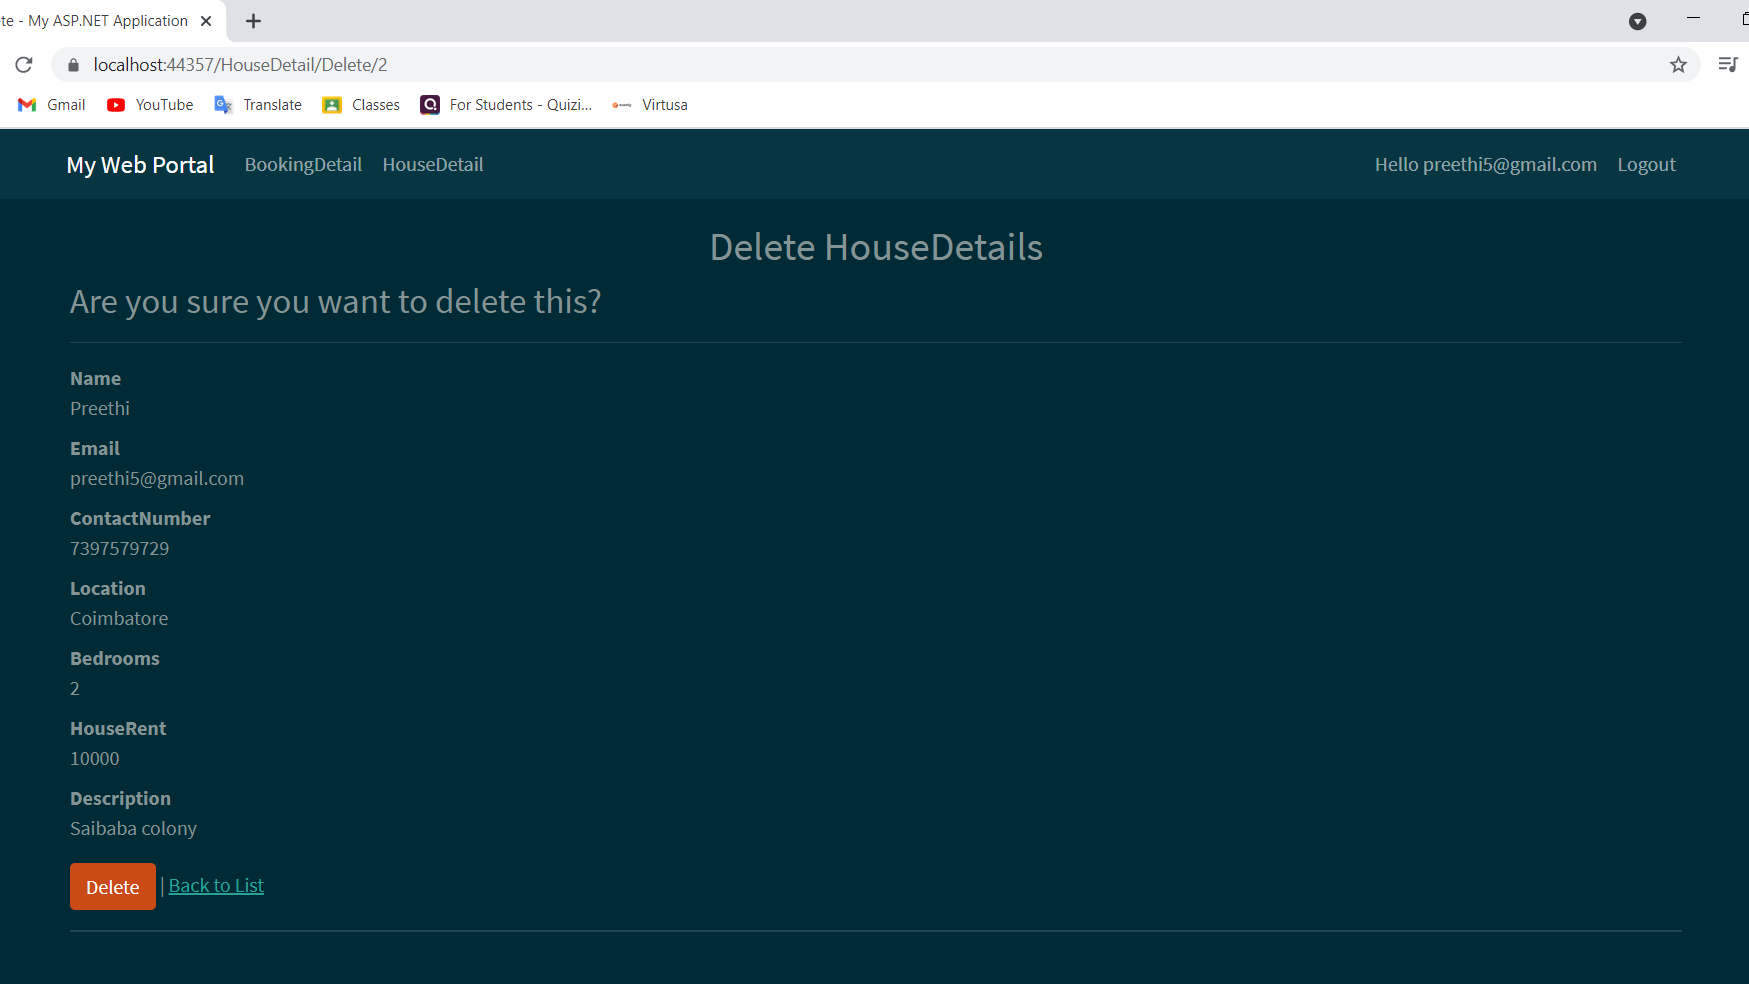 te - My ASP.NET Application
localhost:44357/HouseDetail/Delete/2
Gmail YouTube Translate Classes For Students - Quizi... Virtusa
My Web Portal BookingDetail HouseDetail Hello preethi5@gmail.com Logout
Delete HouseDetails
Are you sure you want to delete this?
Name
Preethi
Email
preethi5@gmail.com
ContactNumber
7397579729
Location
Coimbatore
Bedrooms
2
HouseRent
10000
Description
Saibaba colony
Delete | Back to List